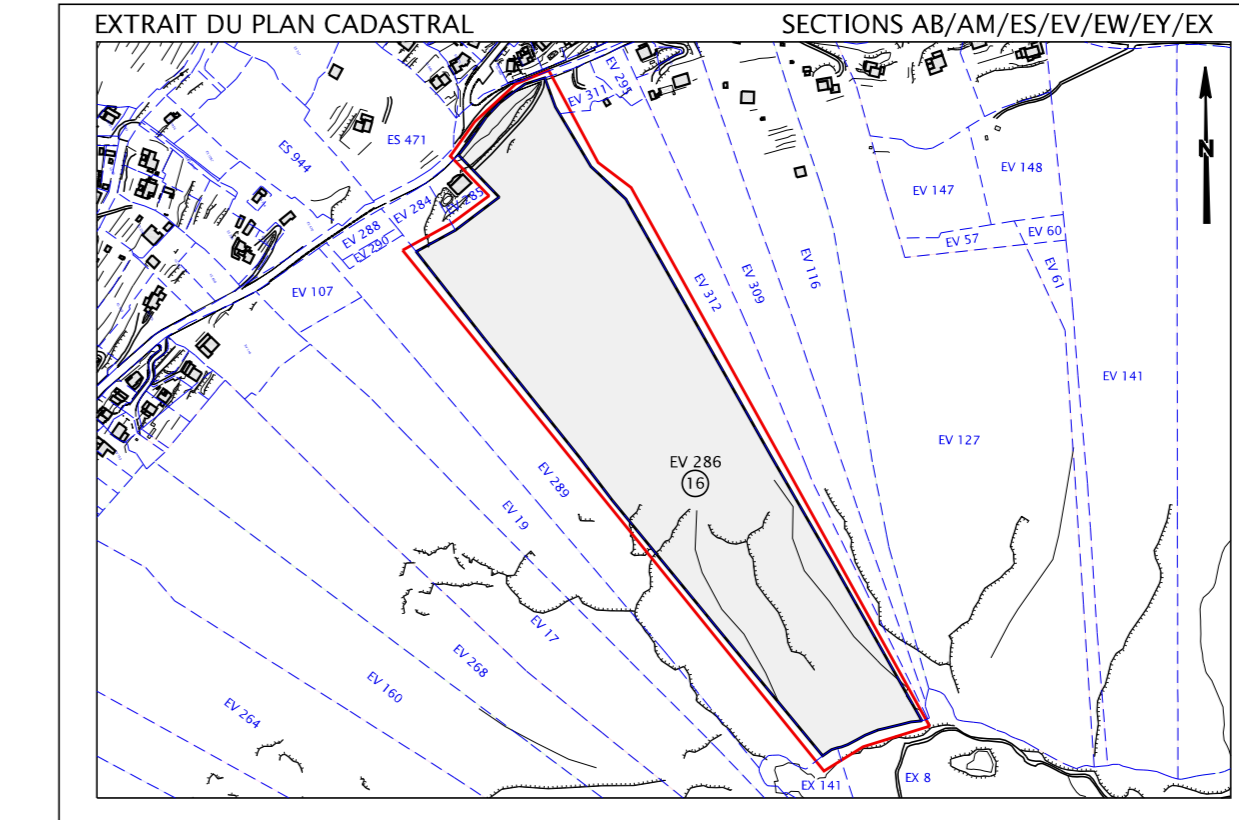 EXTRAIT DU PLAN CADASTRAL
SECTIONS AB/AM/ES/EV/EW/EY/EX
EV 295
EV 311
ES 471
ES 944
N
EV 148
EV 147
EV 284
EV 285
EV 288
EV 290
EV 60
EV 57
EV 61
EV 116
EV 309
EV 312
EV 107
EV 141
EV 127
EV 286
16
EV 289
EV 19
EV 17
EV 268
EV 160
EV 264
EX 8
EX 141